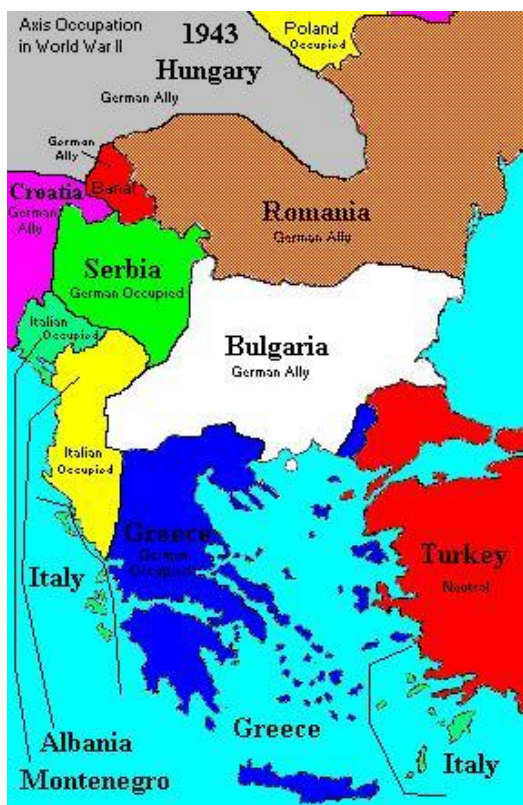 Axis Occupation
in World War II
1943
Poland
Occupied
Hungary
German Ally
German
Ally
Banat
Croatia
German
Ally
Romania
German Ally
Serbia
German Occupied
Italian
Occupied
Bulgaria
German Ally
Italian
Occupied
Greece
German
Occupied
Turkey
Neutral
Italy
Greece
Albania
Italy
Montenegro